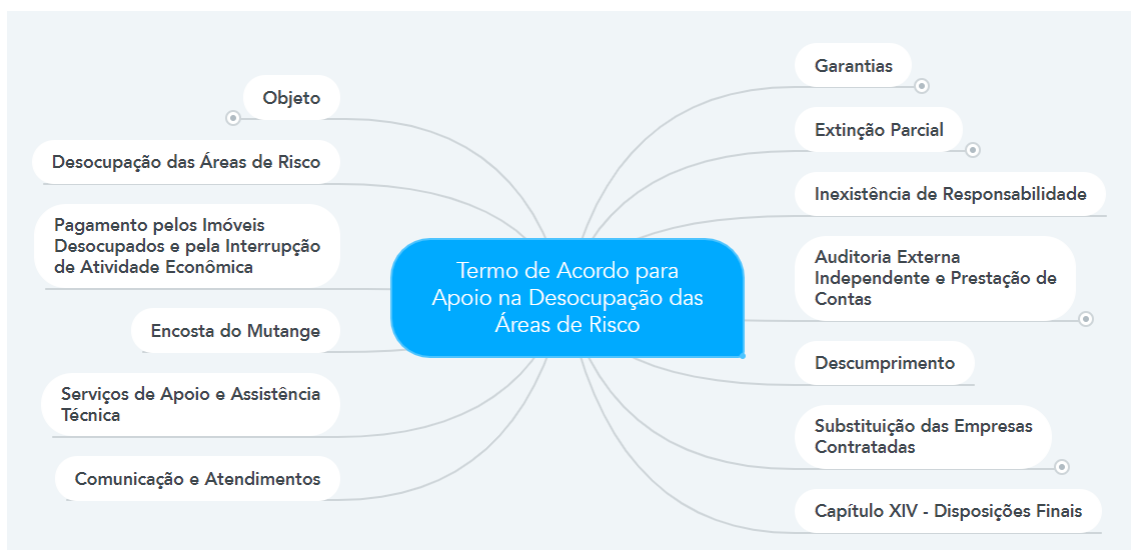 Termo de Acordo para
Apoio na Desocupação das
Áreas de Risco
Objeto
Desocupação das Áreas de Risco
Pagamento pelos Imóveis
Desocupados e pela Interrupção
de Atividade Econômica
Encosta do Mutange
Serviços de Apoio e Assistência
Técnica
Comunicação e Atendimentos
Garantias
Extinção Parcial
Inexistência de Responsabilidade
Auditoria Externa
Independente e Prestação de
Contas
Descumprimento
Substituição das Empresas
Contratadas
Capítulo XIV - Disposições Finais